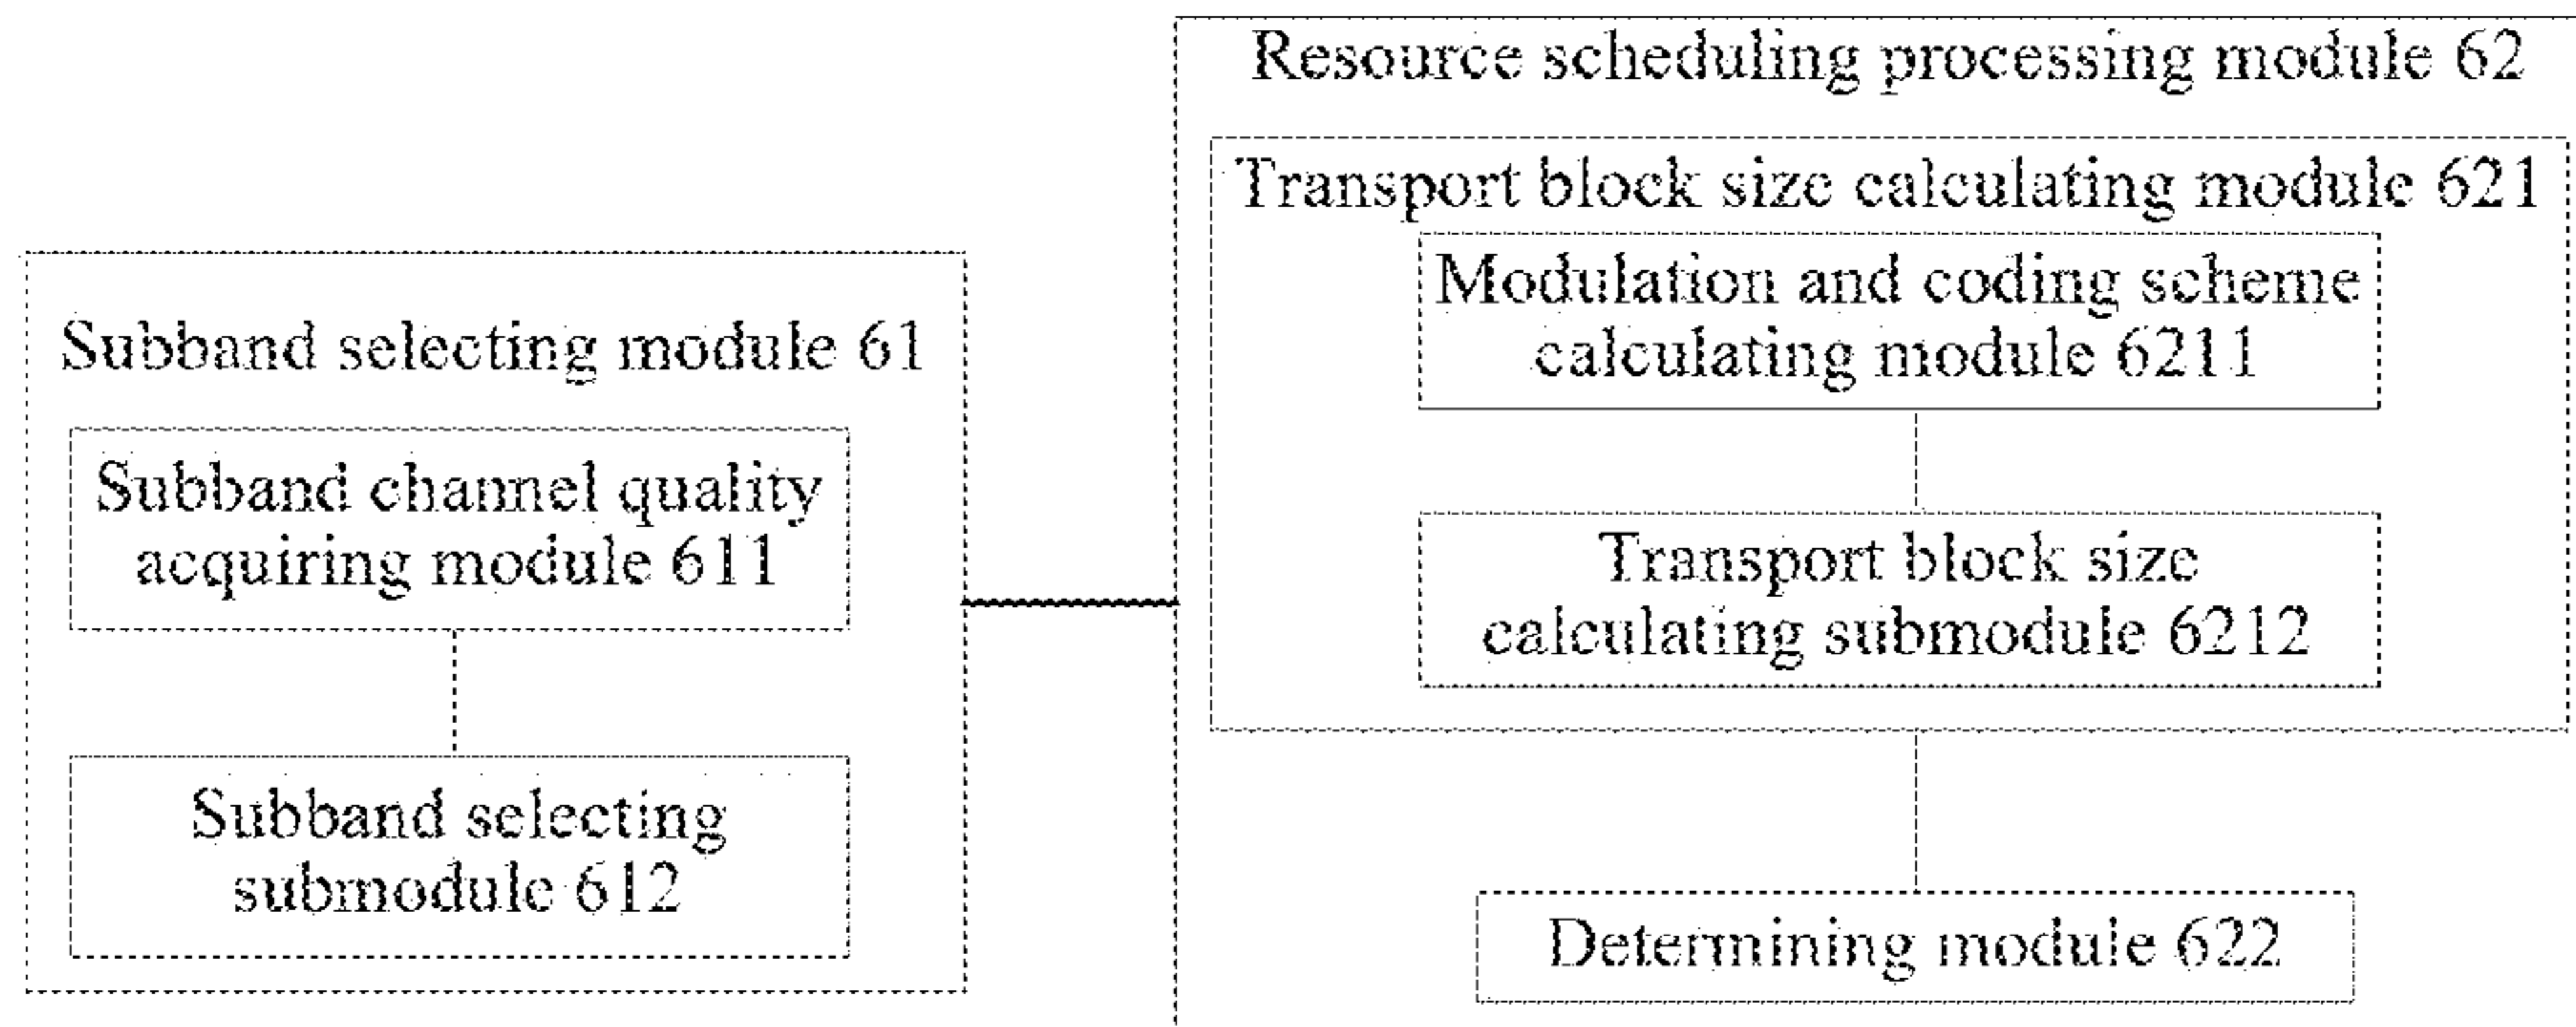 Resource scheduling processing module 62
Transport block size calculating module 621
Modulation and coding scheme
calculating module 6211
Subband selecting module 61
Subband channel quality
acquiring module 611
Transport block size
calculating submodule 6212
Subband selecting
submodule 612
Determining module 622